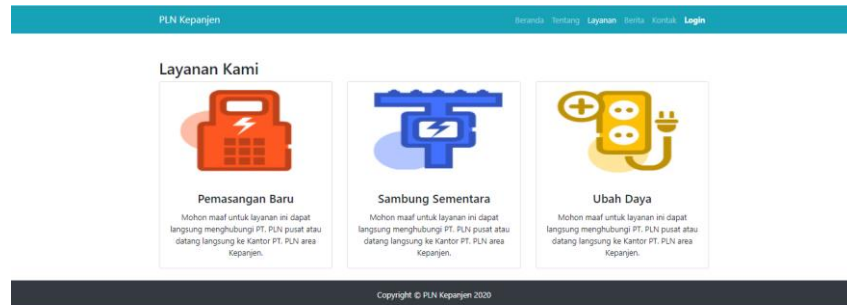 PLN Kepanjen
Beranda Tentang Layanan Berita Kontak Login
Layanan Kami
Pemasangan Baru
Mohon maaf untuk layanan ini dapat
langsung menghubungi PT. PLN pusat atau
datang langsung ke Kantor PT. PLN area
Kepanjen.
Sambung Sementara
Mohon maaf untuk layanan ini dapat
langsung menghubungi PT. PLN pusat atau
datang langsung ke Kantor PT. PLN area
Kepanjen.
Ubah Daya
Mohon maaf untuk layanan ini dapat
langsung menghubungi PT. PLN pusat atau
datang langsung ke Kantor PT. PLN area
Kepanjen.
Copyright © PLN Kepanjen 2020